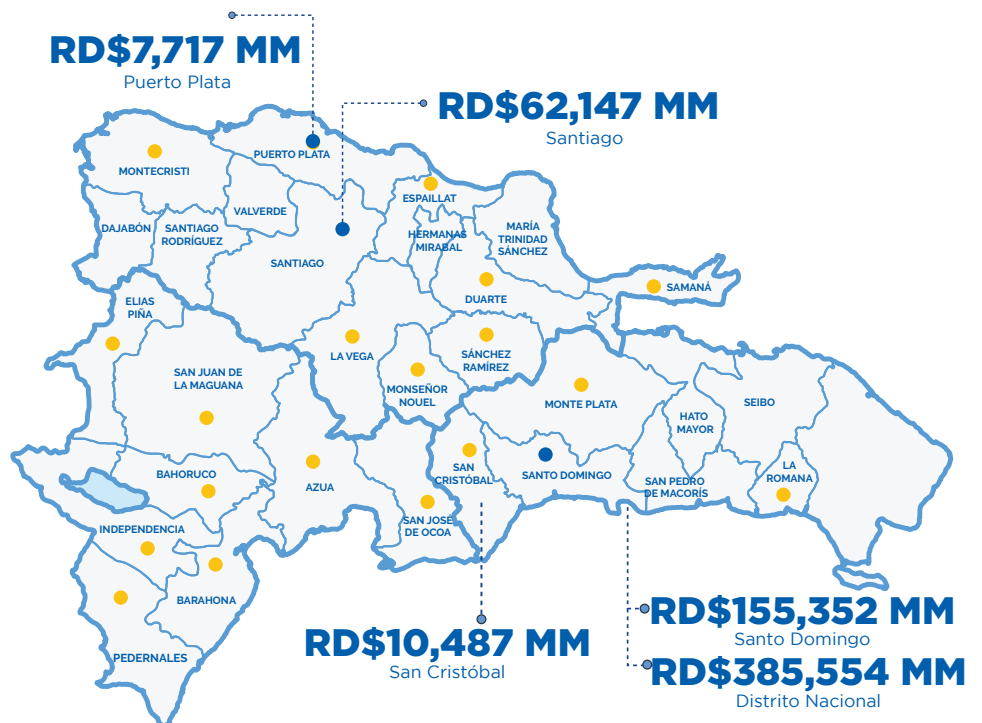 RD$7,717 MM
Puerto Plata
RD$62,147 MM
Santiago
PUERTO PLATA
MONTECRISTI
ESPAILLAT
VALVERDE
DAJABÓN
SANTIAGO
RODRÍGUEZ
HERMANAS
MIRABAL
MARÍA
TRINIDAD
SÁNCHEZ
SANTIAGO
SAMANÁ
DUARTE
ELIAS
PIÑA
LA VEGA
SÁNCHEZ
RAMÍREZ
SAN JUAN DE
LA MAGUANA
MONSEÑOR
NOUEL
MONTE PLATA
SEIBO
HATO
MAYOR
BAHORUCO
AZUA
SAN
CRISTÓBAL
SANTO DOMINGO
SAN PEDRO
DE MACORÍS
LA
ROMANA
INDEPENDENCIA
SAN JOSÉ
DE OCOA
BARAHONA
PEDERNALES
RD$10,487 MM
San Cristóbal
RD$155,352 MM
Santo Domingo
RD$385,554 MM
Distrito Nacional